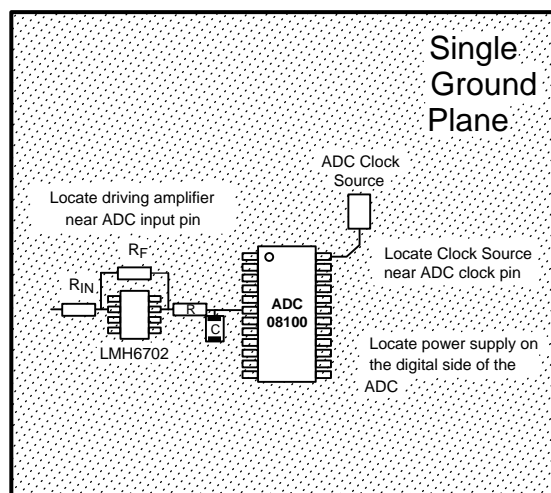 Single
Ground
Plane
ADC Clock
Source
Locate driving amplifier
near ADC input pin
RF
RIN
R
C
LMH6702
ADC
08100
Locate Clock Source
near ADC clock pin
Locate power supply on
the digital side of the
ADC